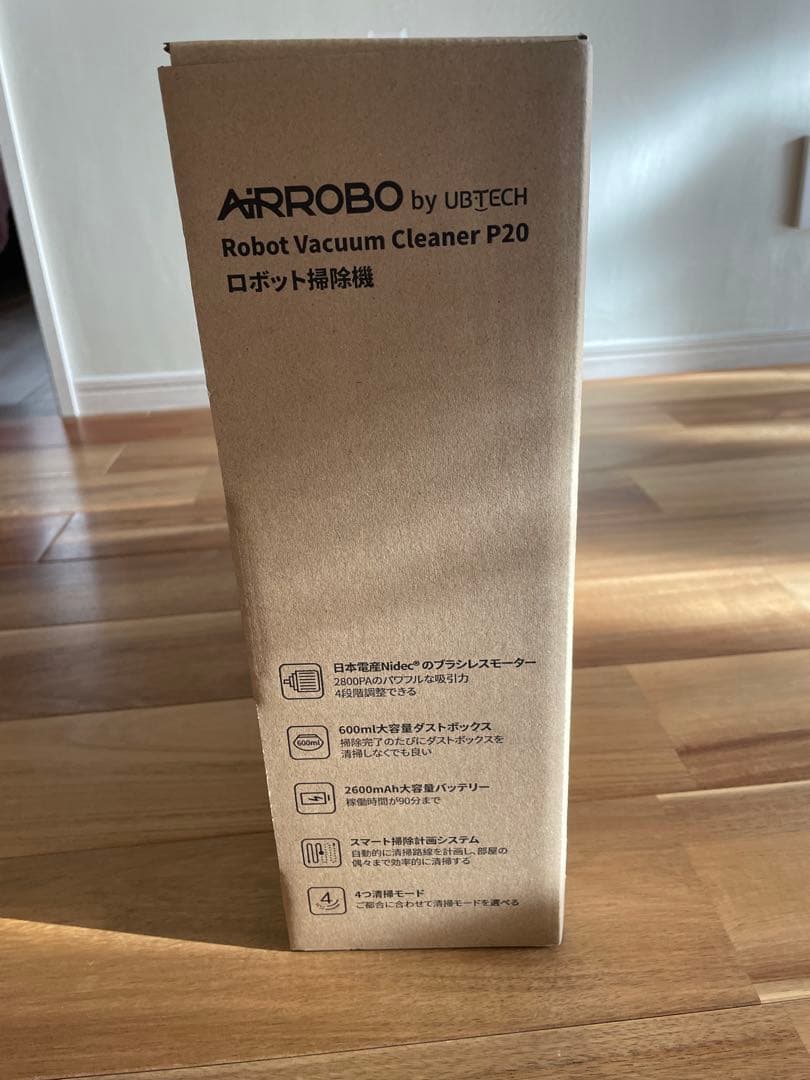 AiRROBO by UBTECH
Robot Vacuum Cleaner P20
ロボット掃除機
日本電産Nidec®のブラシレスモーター
2800PAのパワフルな吸引力
4段階調整できる
600ml
600ml大容量ダストボックス
掃除完了のたびにダストボックスを
清掃しなくでも良い
2600mAh大容量バッテリー
稼働時間が90分まで
スマート掃除計画システム
自動的に清掃路線を計画し、部屋の
偶々まで効率的に清掃する
4
4つ清掃モード
ご都合に合わせて清掃モードを選べる